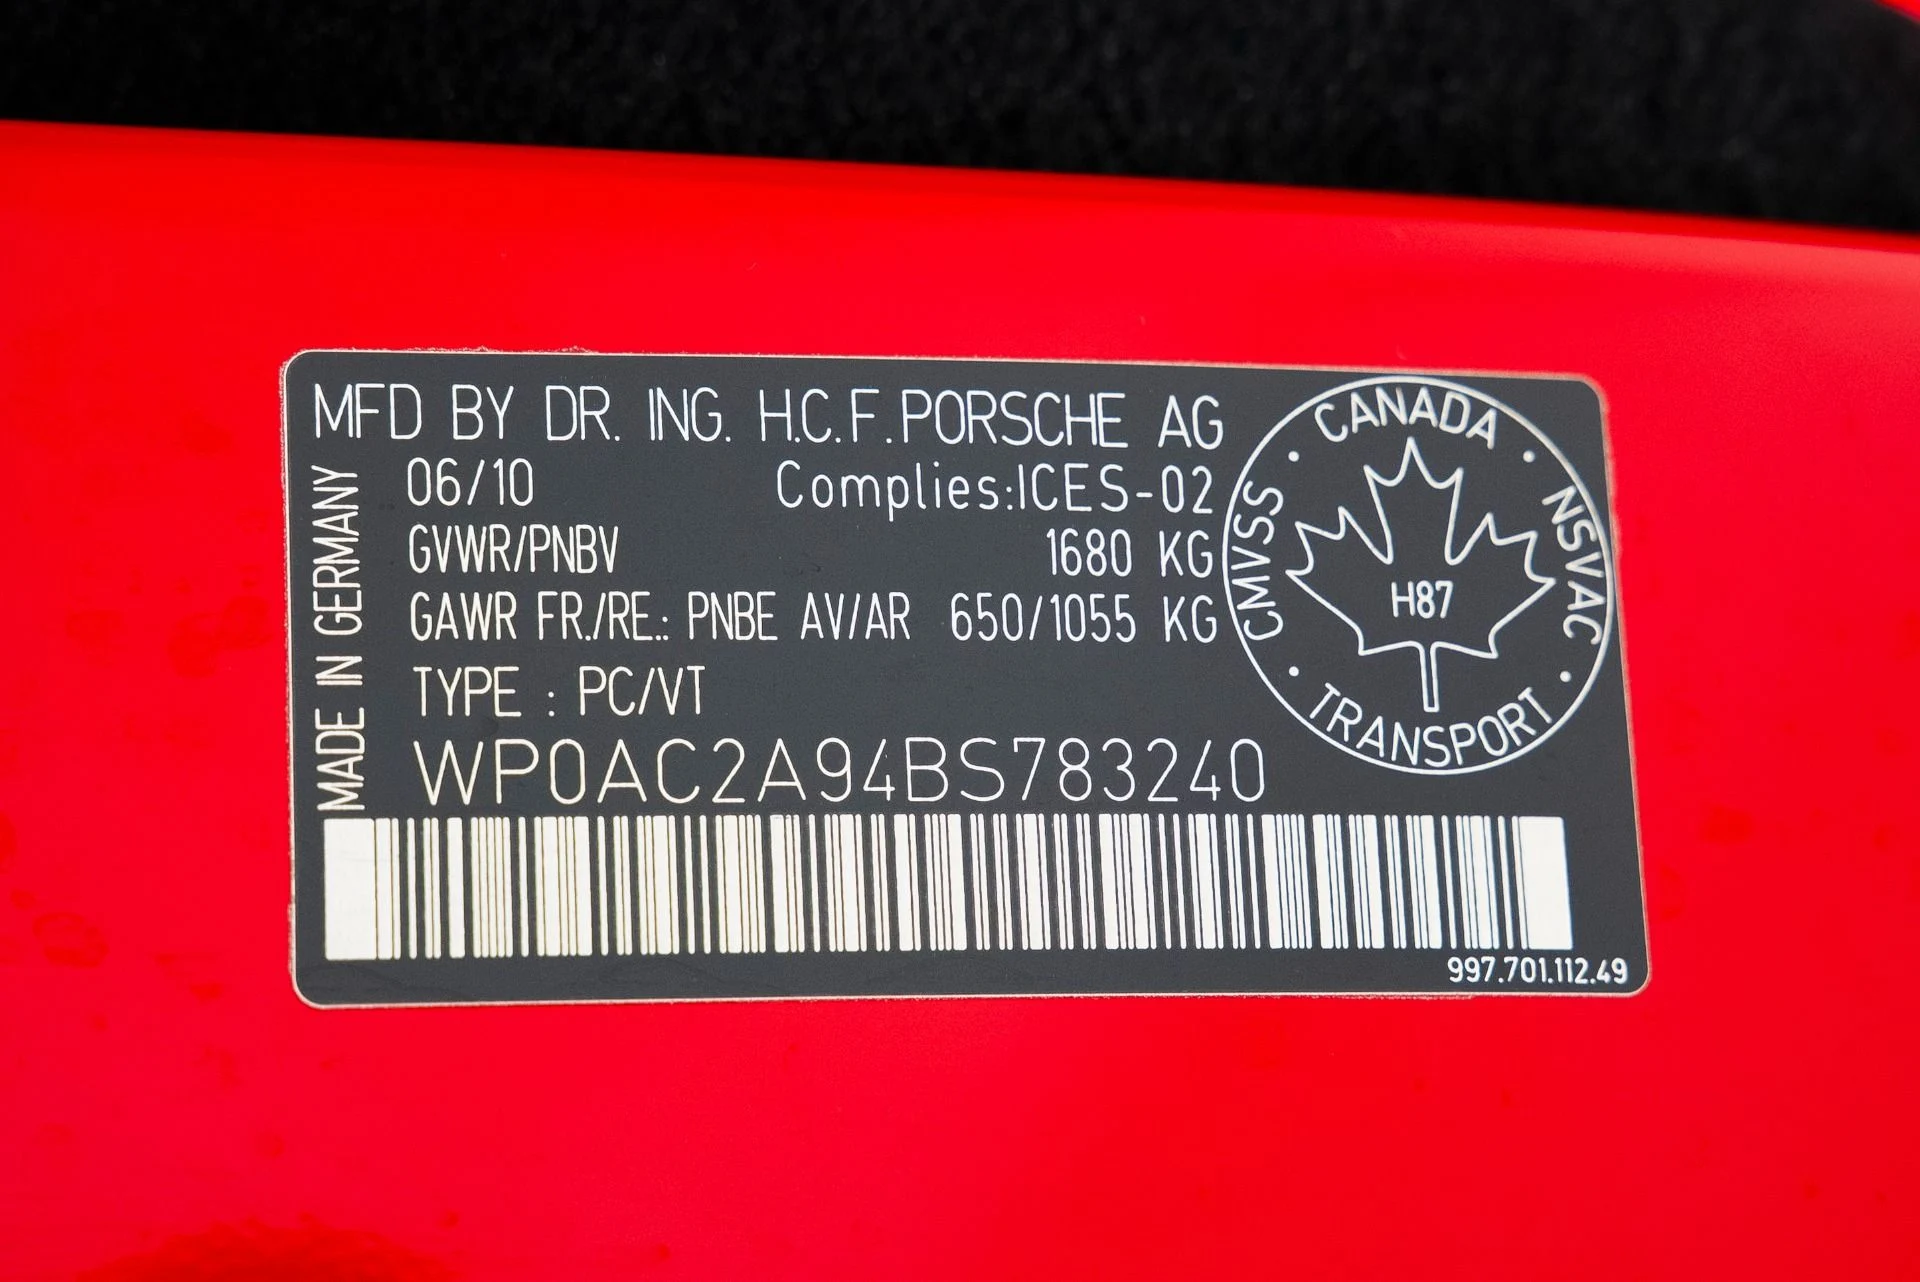 MFD BY DR. ING. H.C.F.PORSCHE AG
06/10 Complies:ICES-02
GVWR/PNBV 1680 KG
GAWR FR./RE.: PNBE AV/AR 650/1055 KG
TYPE : PC/VT
WP0AC2A94BS783240
MADE IN GERMANY
CANADA
CMVSS
NSVAC
H87
TRANSPORT
997.701.112.49